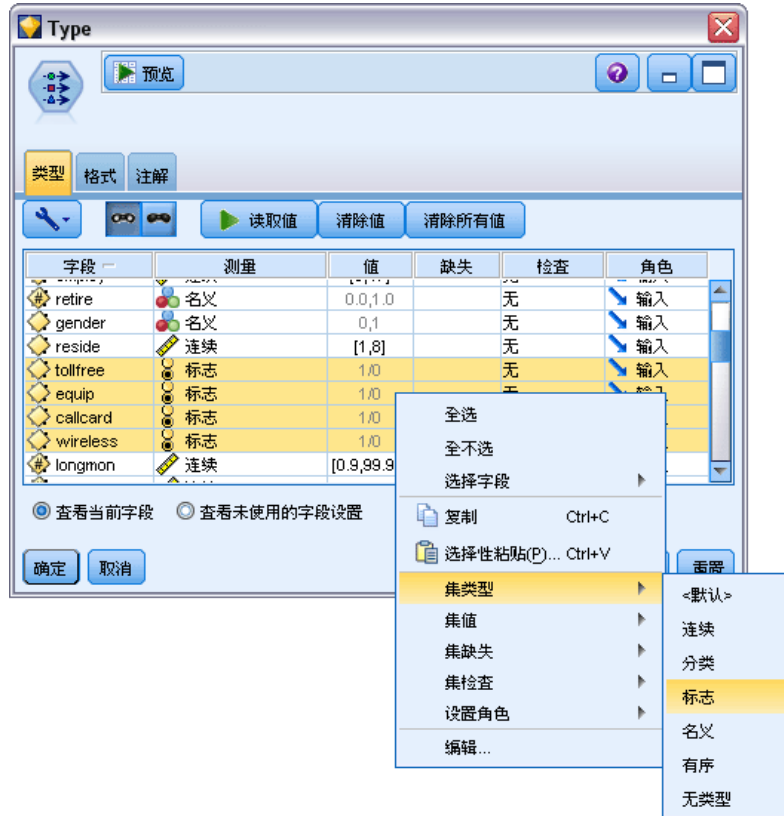 Type
预览
类型 格式 注解
读取值 清除值 清除所有值
字段 测量 值 缺失 检查 角色
retire 名义 0.0,1.0 无 输入
gender 名义 0,1 无 输入
reside 连续 [1,8] 无 输入
tollfree 标志 1/0 无 输入
equip 标志 1/0
callcard 标志 1/0
wireless 标志 1/0
longmon 连续 [0.9,99.9
查看当前字段 查看未使用的字段设置
确定 取消 重置
全选
全不选
选择字段
复制 Ctrl+C
选择性粘贴(P)... Ctrl+V
集类型
集值
集缺失
集检查
设置角色
编辑...
<默认>
连续
分类
标志
名义
有序
无类型